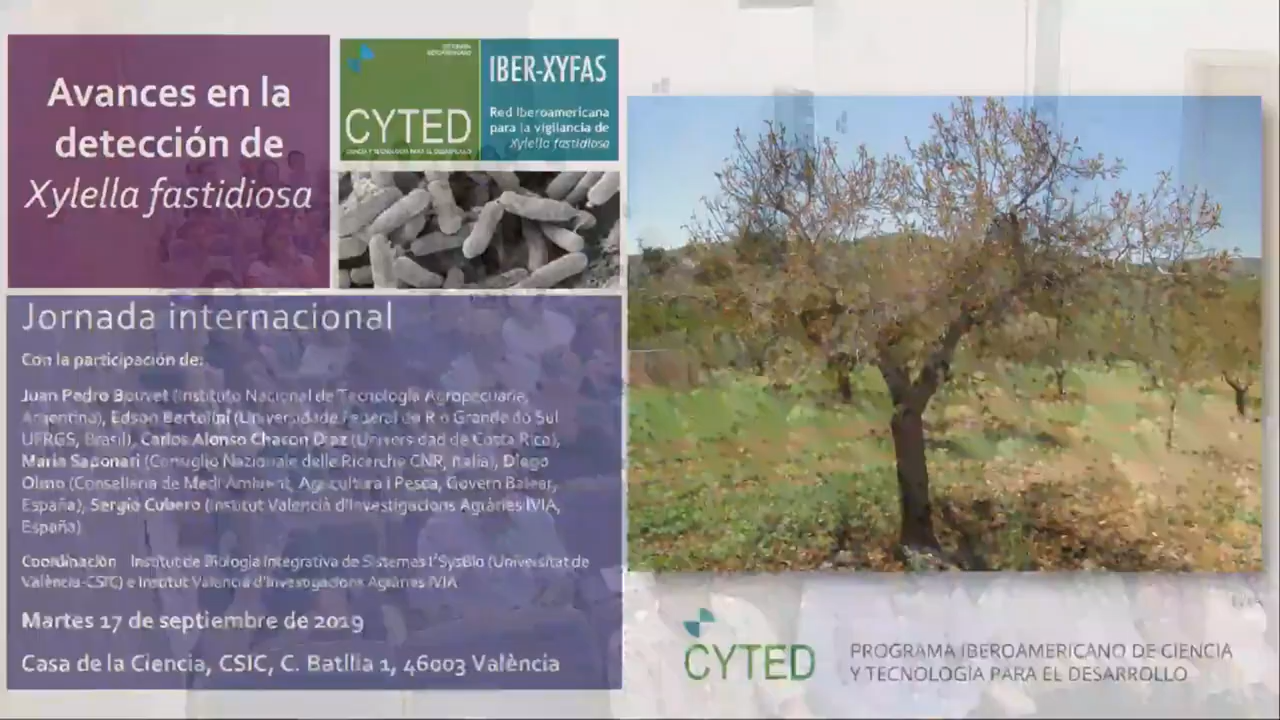 Avances en la
detección de
Xylella fastidiosa
CYTED
IBER-XYFAS
Red Iberoamericana
para la vigilancia de
Xylella fastidiosa
Jornada internacional
Con la participación de:
Juan Pedro Bouvet (Instituto Nacional de Tecnología Agropecuaria,
Argentina), Edson Bertolini (Universidade Federal de Rio Grande do Sul
UFRGS, Brasil), Carlos Alonso Chacon Diaz (Universidad de Costa Rica),
Maria Saponari (Consiglio Nazionale delle Ricerche CNR, Italia), Diego
Olmo (Conselleria de Medi Ambient, Agricultura i Pesca, Govern Balear,
España), Sergio Cubero (Institut Valencià d'Investigacions Agràries IVIA,
España)
Coordinación Institut de Biologia Integrativa de Sistemes I²SysBio (Universitat de
València-CSIC) e Institut Valencià d'Investigacions Agràries IVIA
Martes 17 de septiembre de 2019
Casa de la Ciencia, CSIC, C. Batllia 1, 46003 València
CYTED
PROGRAMA IBEROAMERICANO DE CIENCIA
Y TECNOLOGÍA PARA EL DESARROLLO